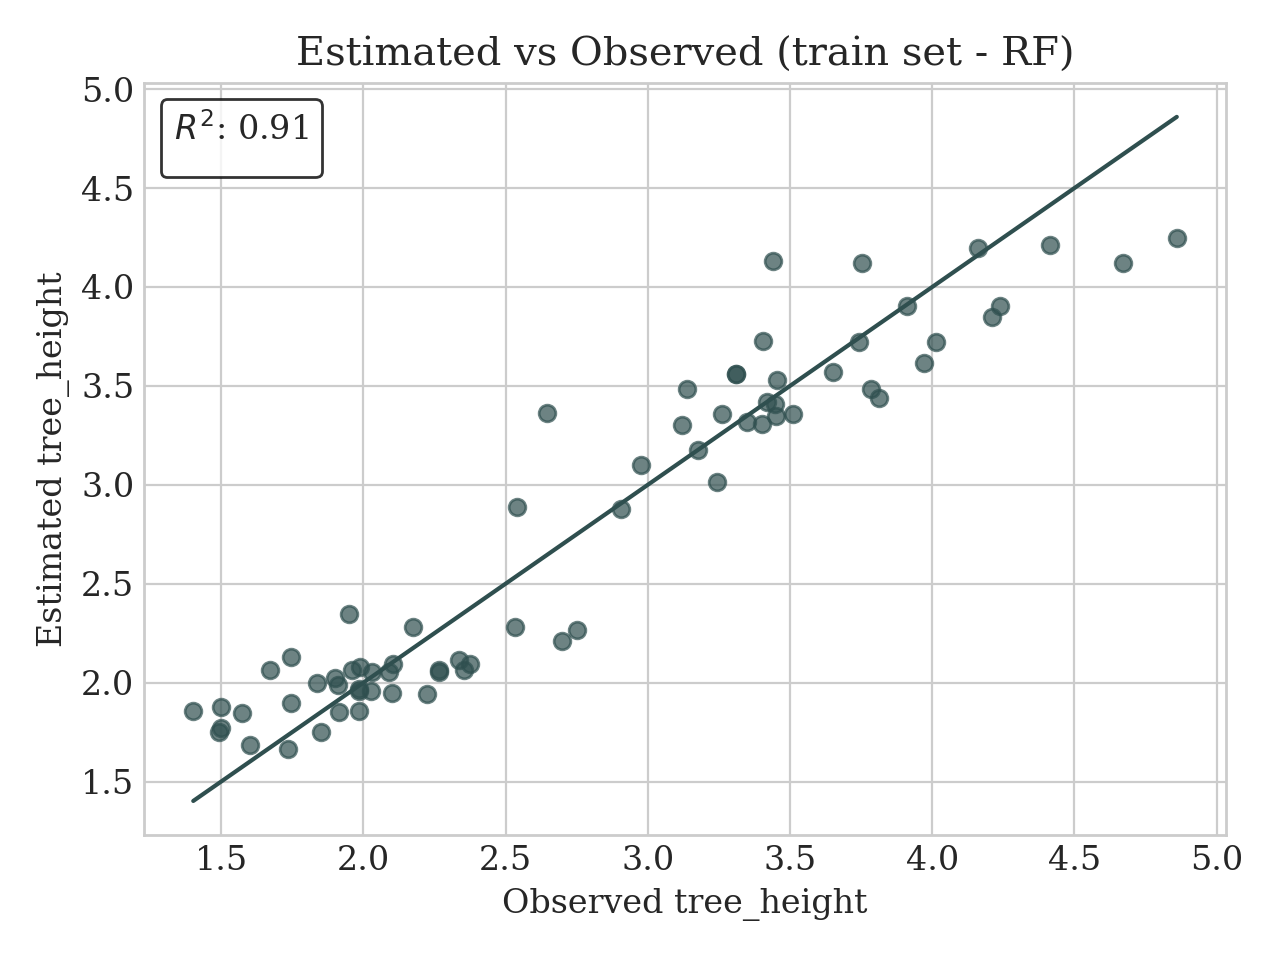 Estimated vs Observed (train set - RF)
R²: 0.91
5.0
4.5
4.0
3.5
3.0
2.5
2.0
1.5
Estimated tree_height
1.5 2.0 2.5 3.0 3.5 4.0 4.5 5.0
Observed tree_height